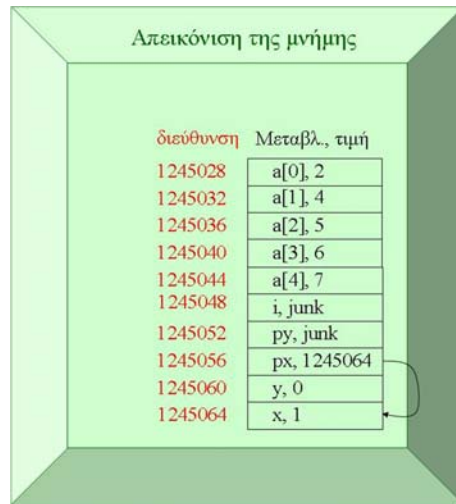 Απεικόνιση της μνήμης
διεύθυνση Μεταβλ., τιμή
1245028 a[0], 2
1245032 a[1], 4
1245036 a[2], 5
1245040 a[3], 6
1245044 a[4], 7
1245048 i, junk
1245052 py, junk
1245056 px, 1245064
1245060 y, 0
1245064 x, 1